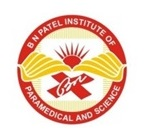 B N PATEL INSTITUTE OF
PARAMEDICAL AND SCIENCE